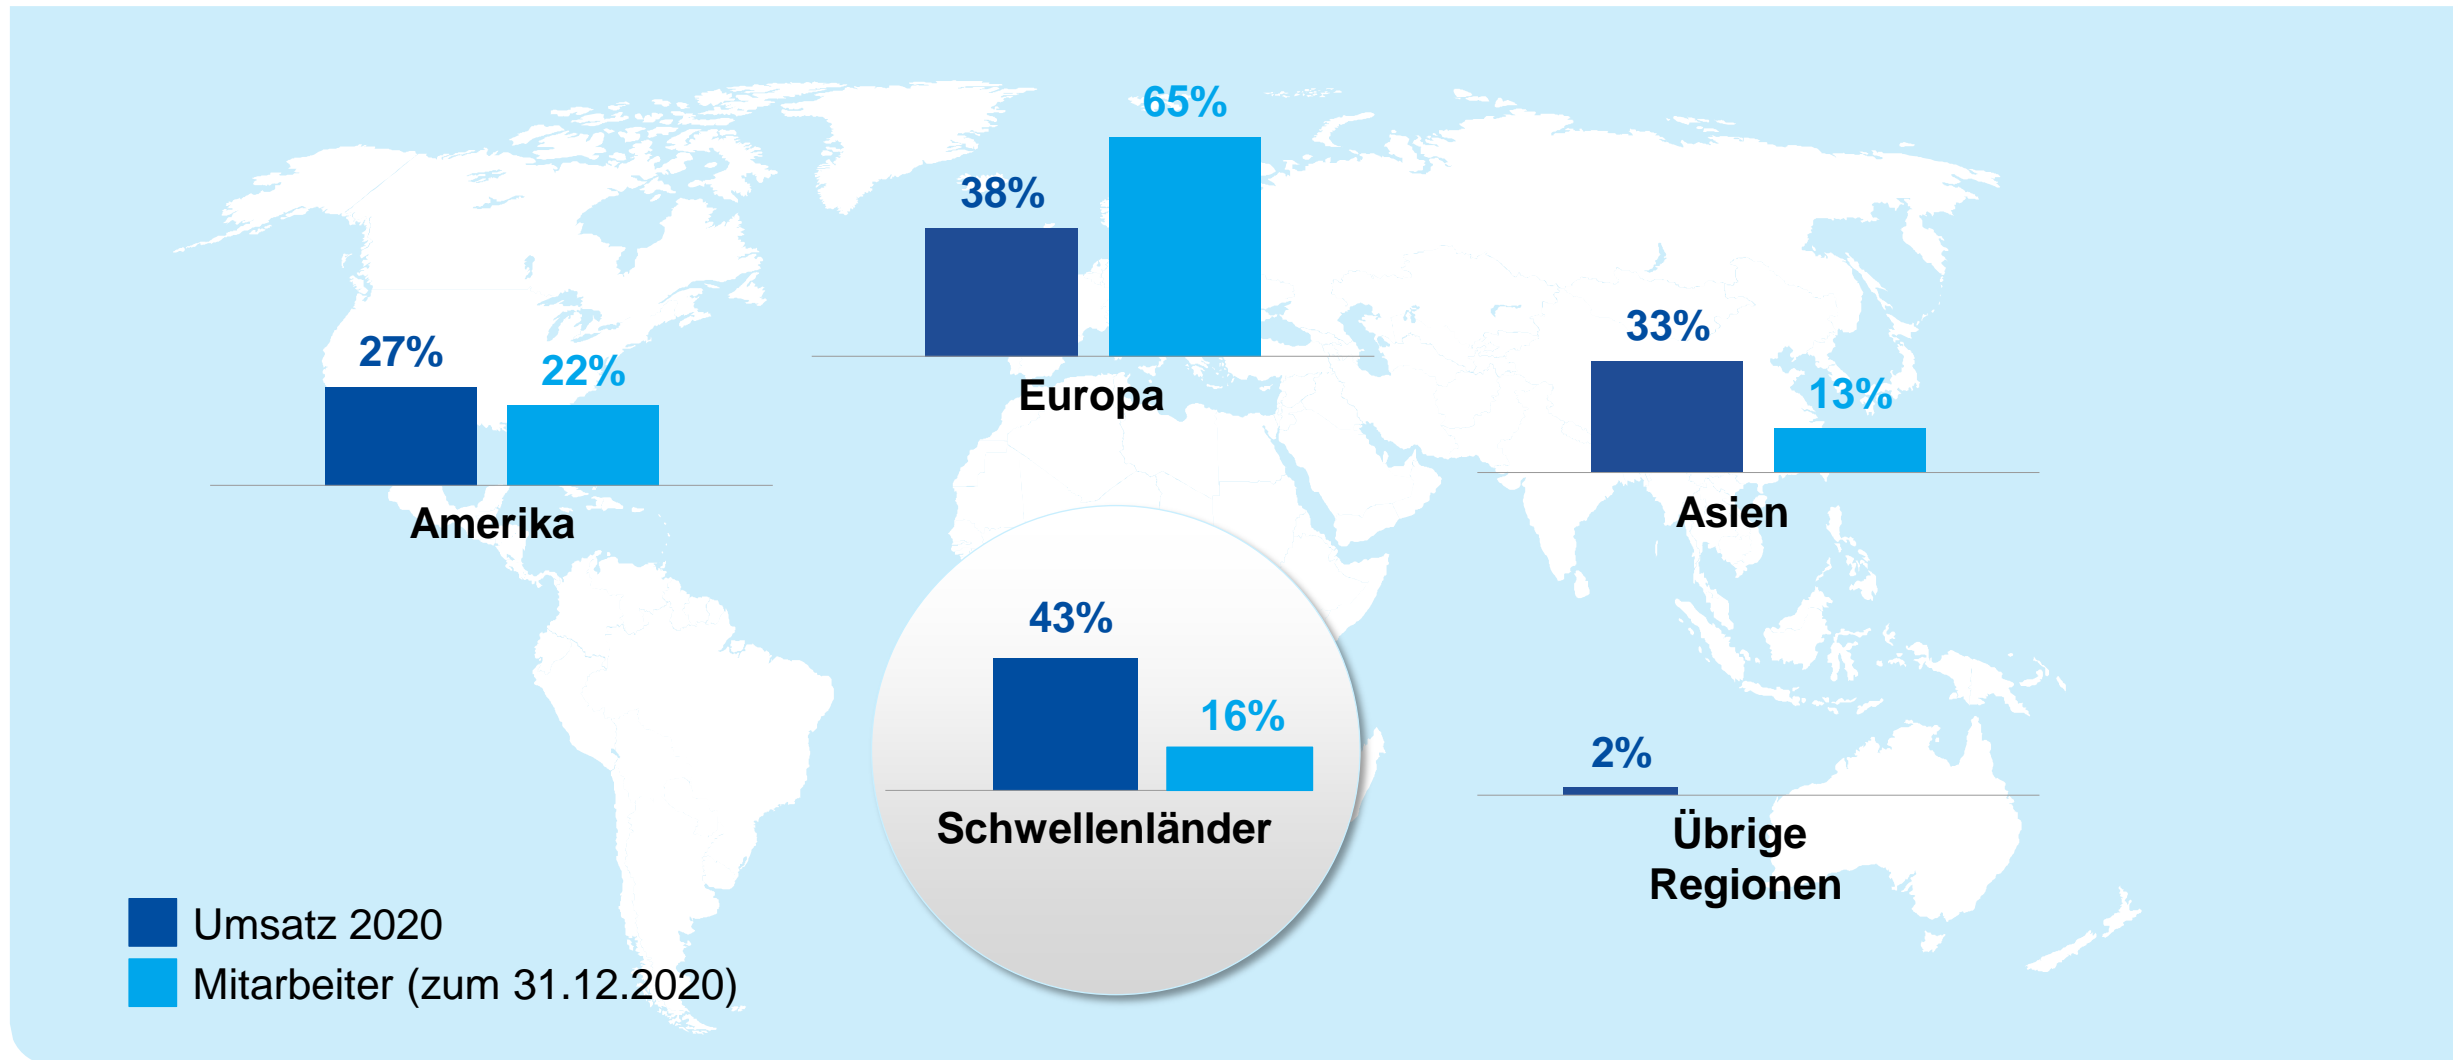 65%
38%
Europa
27%
22%
Amerika
33%
13%
Asien
43%
16%
Schwellenländer
2%
Übrige
Regionen
Umsatz 2020
Mitarbeiter (zum 31.12.2020)